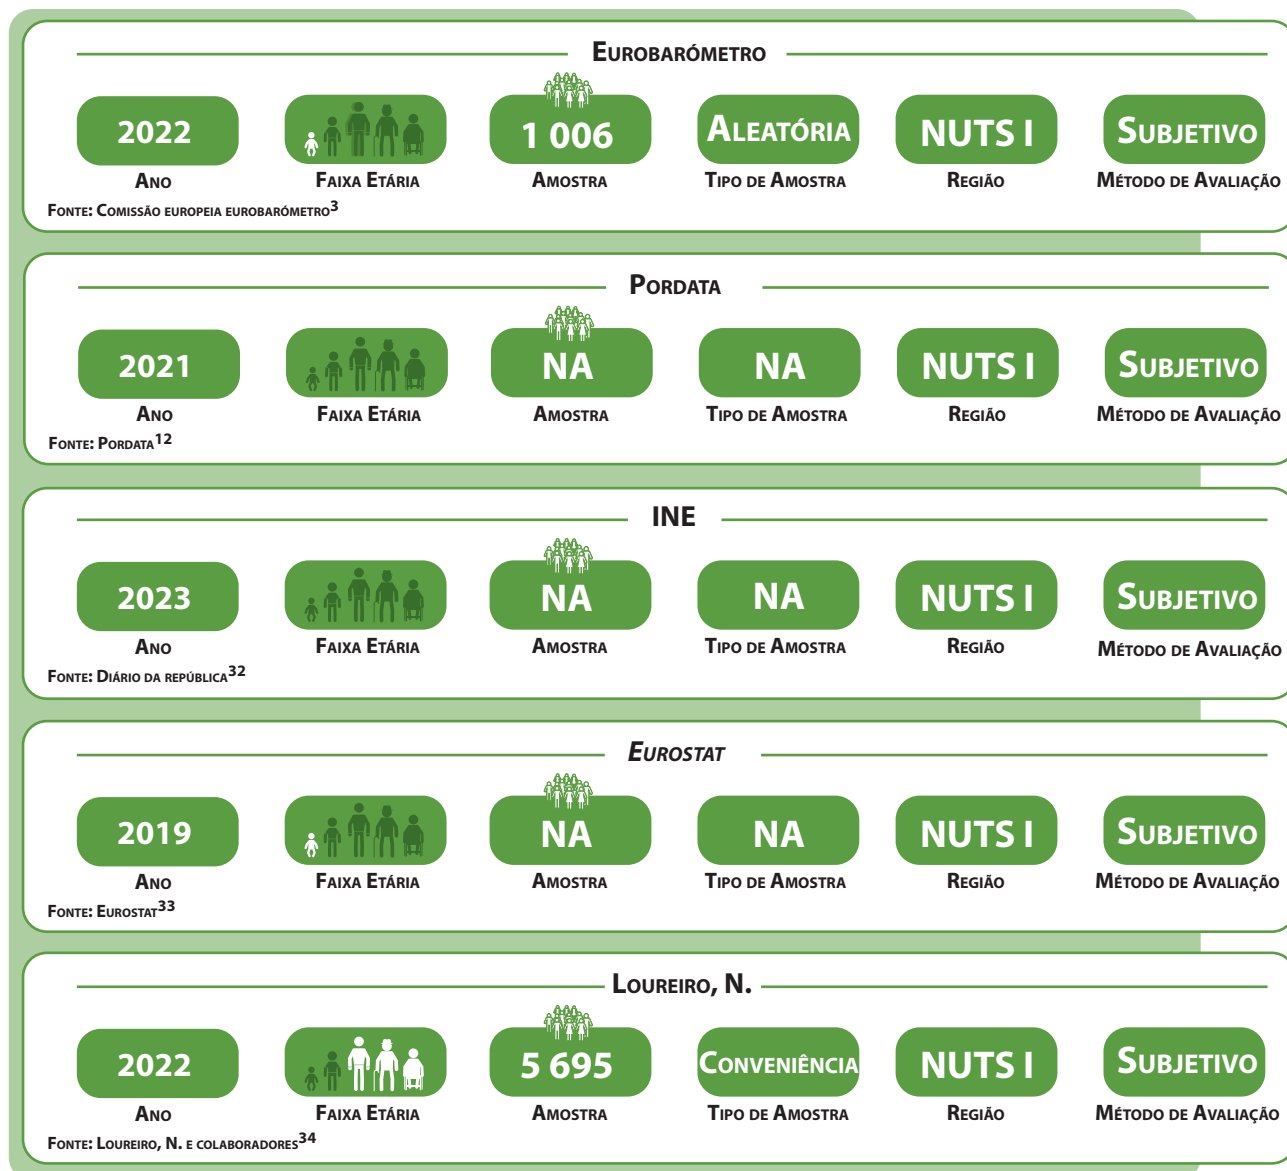 Eurobarómetro
2022 1 006 Aleatória NUTS I Subjetivo
Ano Faixa Etária Amostra Tipo de Amostra Região Método de Avaliação
Fonte: Comissão europeia eurobarómetro3
Pordata
2021 NA NA NUTS I Subjetivo
Ano Faixa Etária Amostra Tipo de Amostra Região Método de Avaliação
Fonte: Pordata12
INE
2023 NA NA NUTS I Subjetivo
Ano Faixa Etária Amostra Tipo de Amostra Região Método de Avaliação
Fonte: Diário da república32
Eurostat
2019 NA NA NUTS I Subjetivo
Ano Faixa Etária Amostra Tipo de Amostra Região Método de Avaliação
Fonte: Eurostat33
Loureiro, N.
2022 5 695 Conveniência NUTS I Subjetivo
Ano Faixa Etária Amostra Tipo de Amostra Região Método de Avaliação
Fonte: Loureiro, N. e colaboradores34